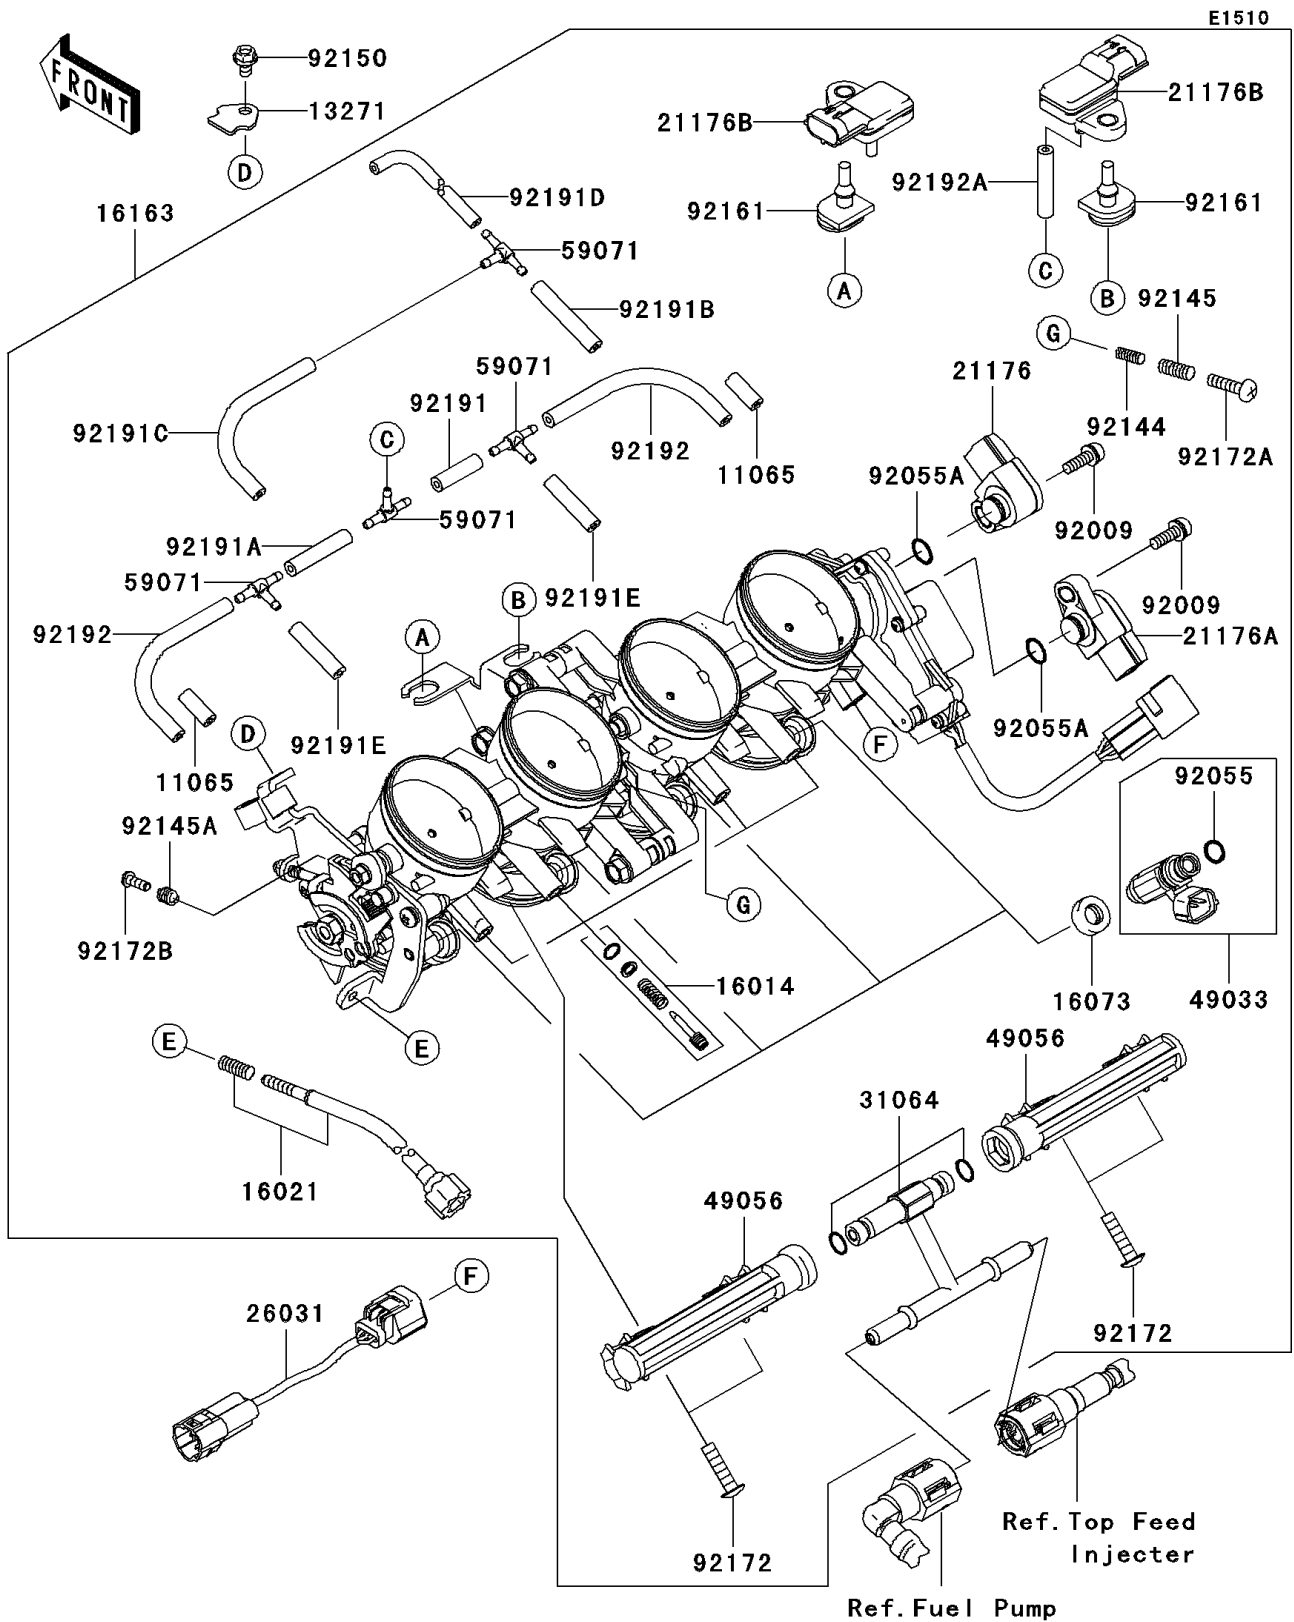 E1510
FRONT
92150
13271
D
16163
92191D
59071
92191B
21176B
21176B
92161
92192A
92161
A
C
B
92145
G
92144
92172A
21176
59071
92191
92192
11065
92191C
C
92055A
92009
59071
92191A
59071
92192
92191E
B
A
92009
21176A
92055A
F
D
92191E
11065
92145A
92172B
92055
49033
16073
G
16014
E
E
16021
49056
31064
49056
92172
F
26031
92172
Ref.Top Feed
Injecter
Ref.Fuel Pump